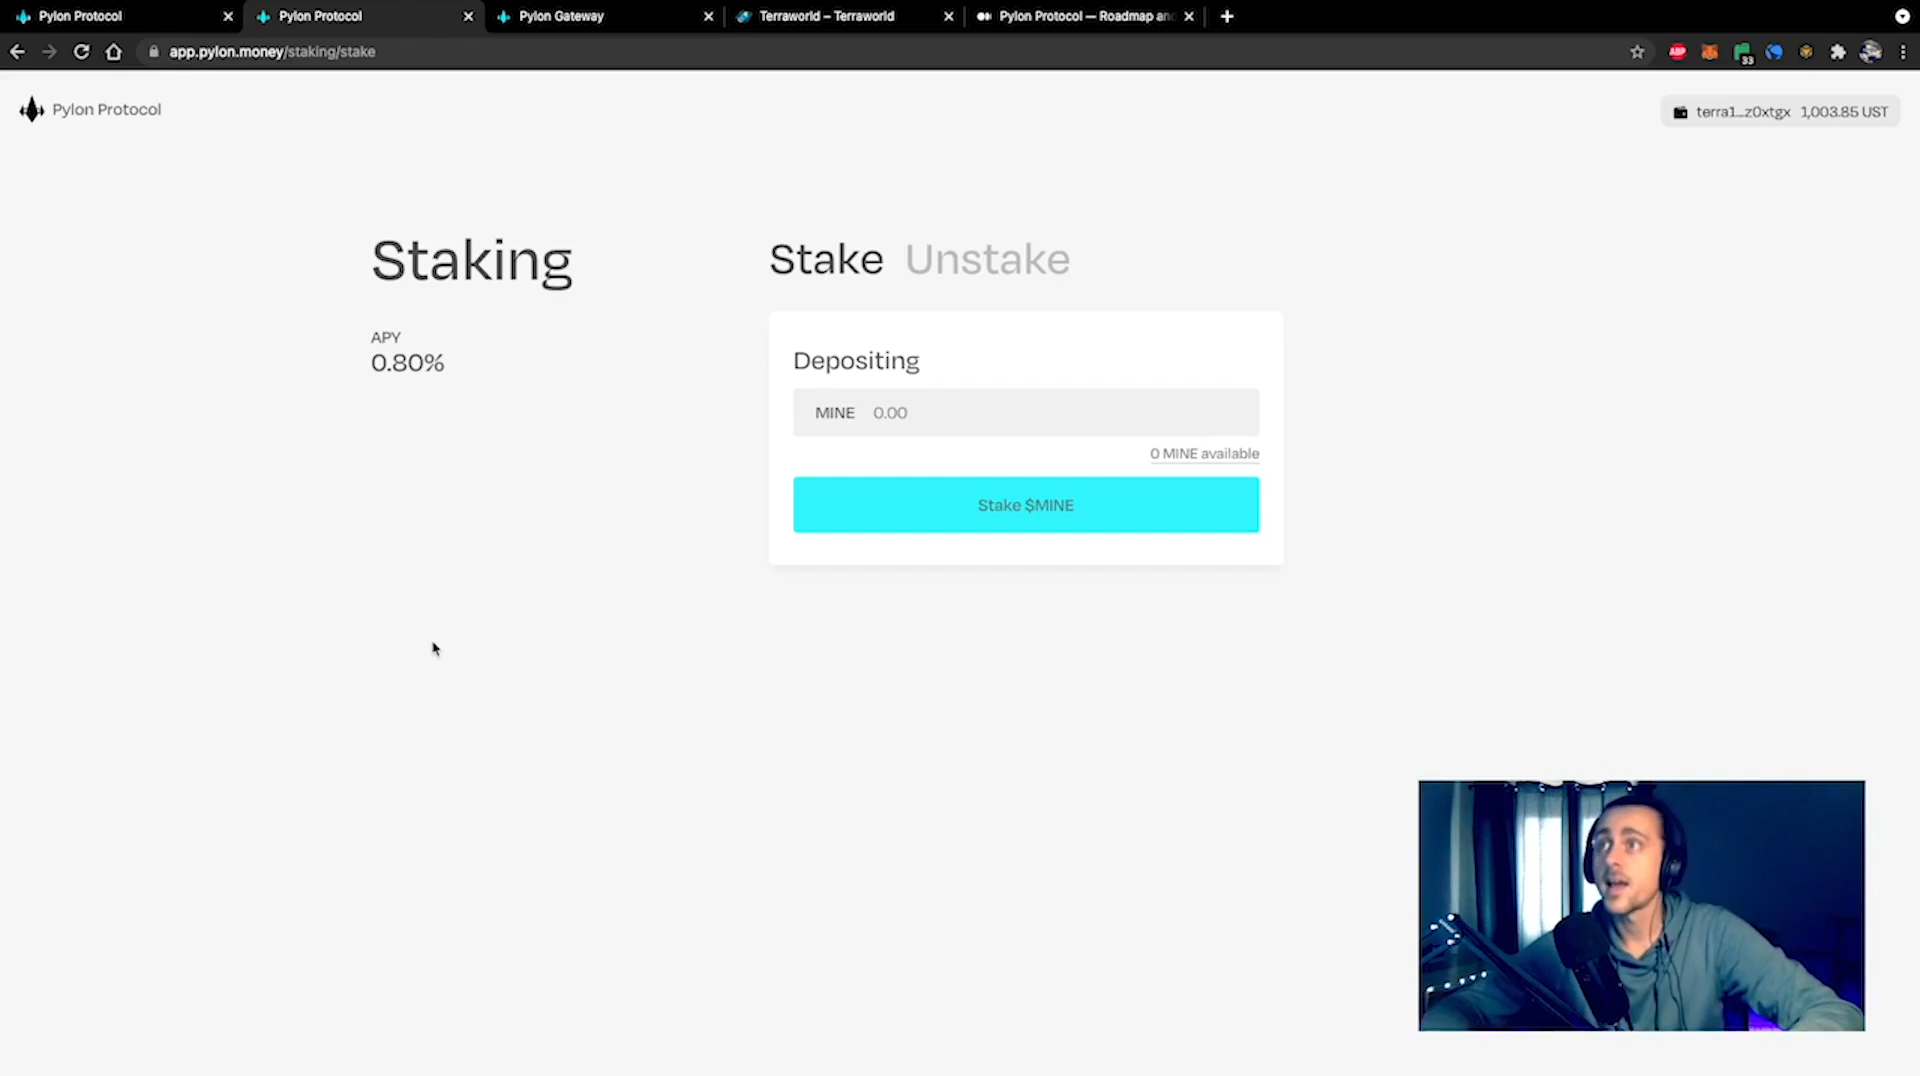 Pylon Protocol
Pylon Protocol
Pylon Gateway
Terraworld – Terraworld
Pylon Protocol — Roadmap an
app.pylon.money/staking/stake
ABP
33
Pylon Protocol
terra1...z0xtgx 1,003.85 UST
Staking
APY
0.80%
Stake Unstake
Depositing
MINE 0.00
0 MINE available
Stake $MINE